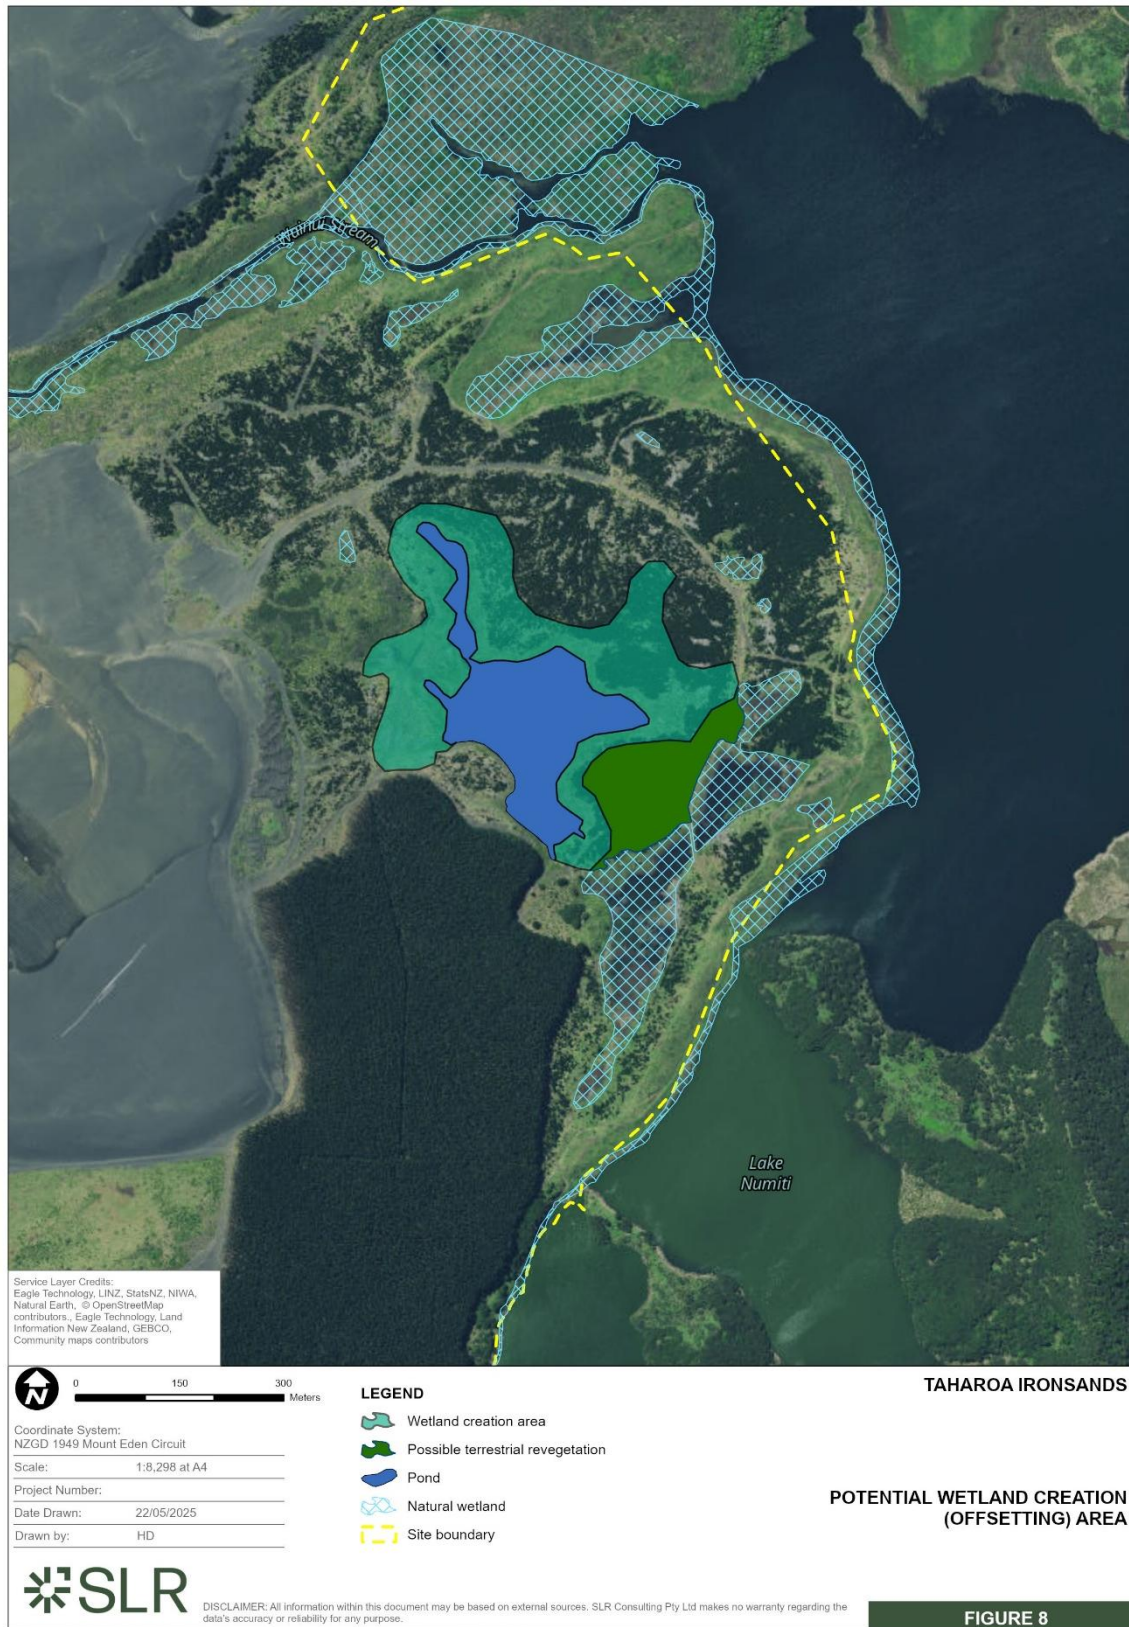 Wainui Stream
Lake
Numiti
Service Layer Credits:
Eagle Technology, LINZ, StatsNZ, NIWA,
Natural Earth, © OpenStreetMap
contributors., Eagle Technology, Land
Information New Zealand, GEBCO,
Community maps contributors
N
0 150 300
Meters
Coordinate System:
NZGD 1949 Mount Eden Circuit
Scale: 1:8,298 at A4
Project Number:
Date Drawn: 22/05/2025
Drawn by: HD
LEGEND
Wetland creation area
Possible terrestrial revegetation
Pond
Natural wetland
Site boundary
TAHAROA IRONSANDS
POTENTIAL WETLAND CREATION
(OFFSETTING) AREA
SLR
DISCLAIMER: All information within this document may be based on external sources. SLR Consulting Pty Ltd makes no warranty regarding the
data's accuracy or reliability for any purpose.
FIGURE 8